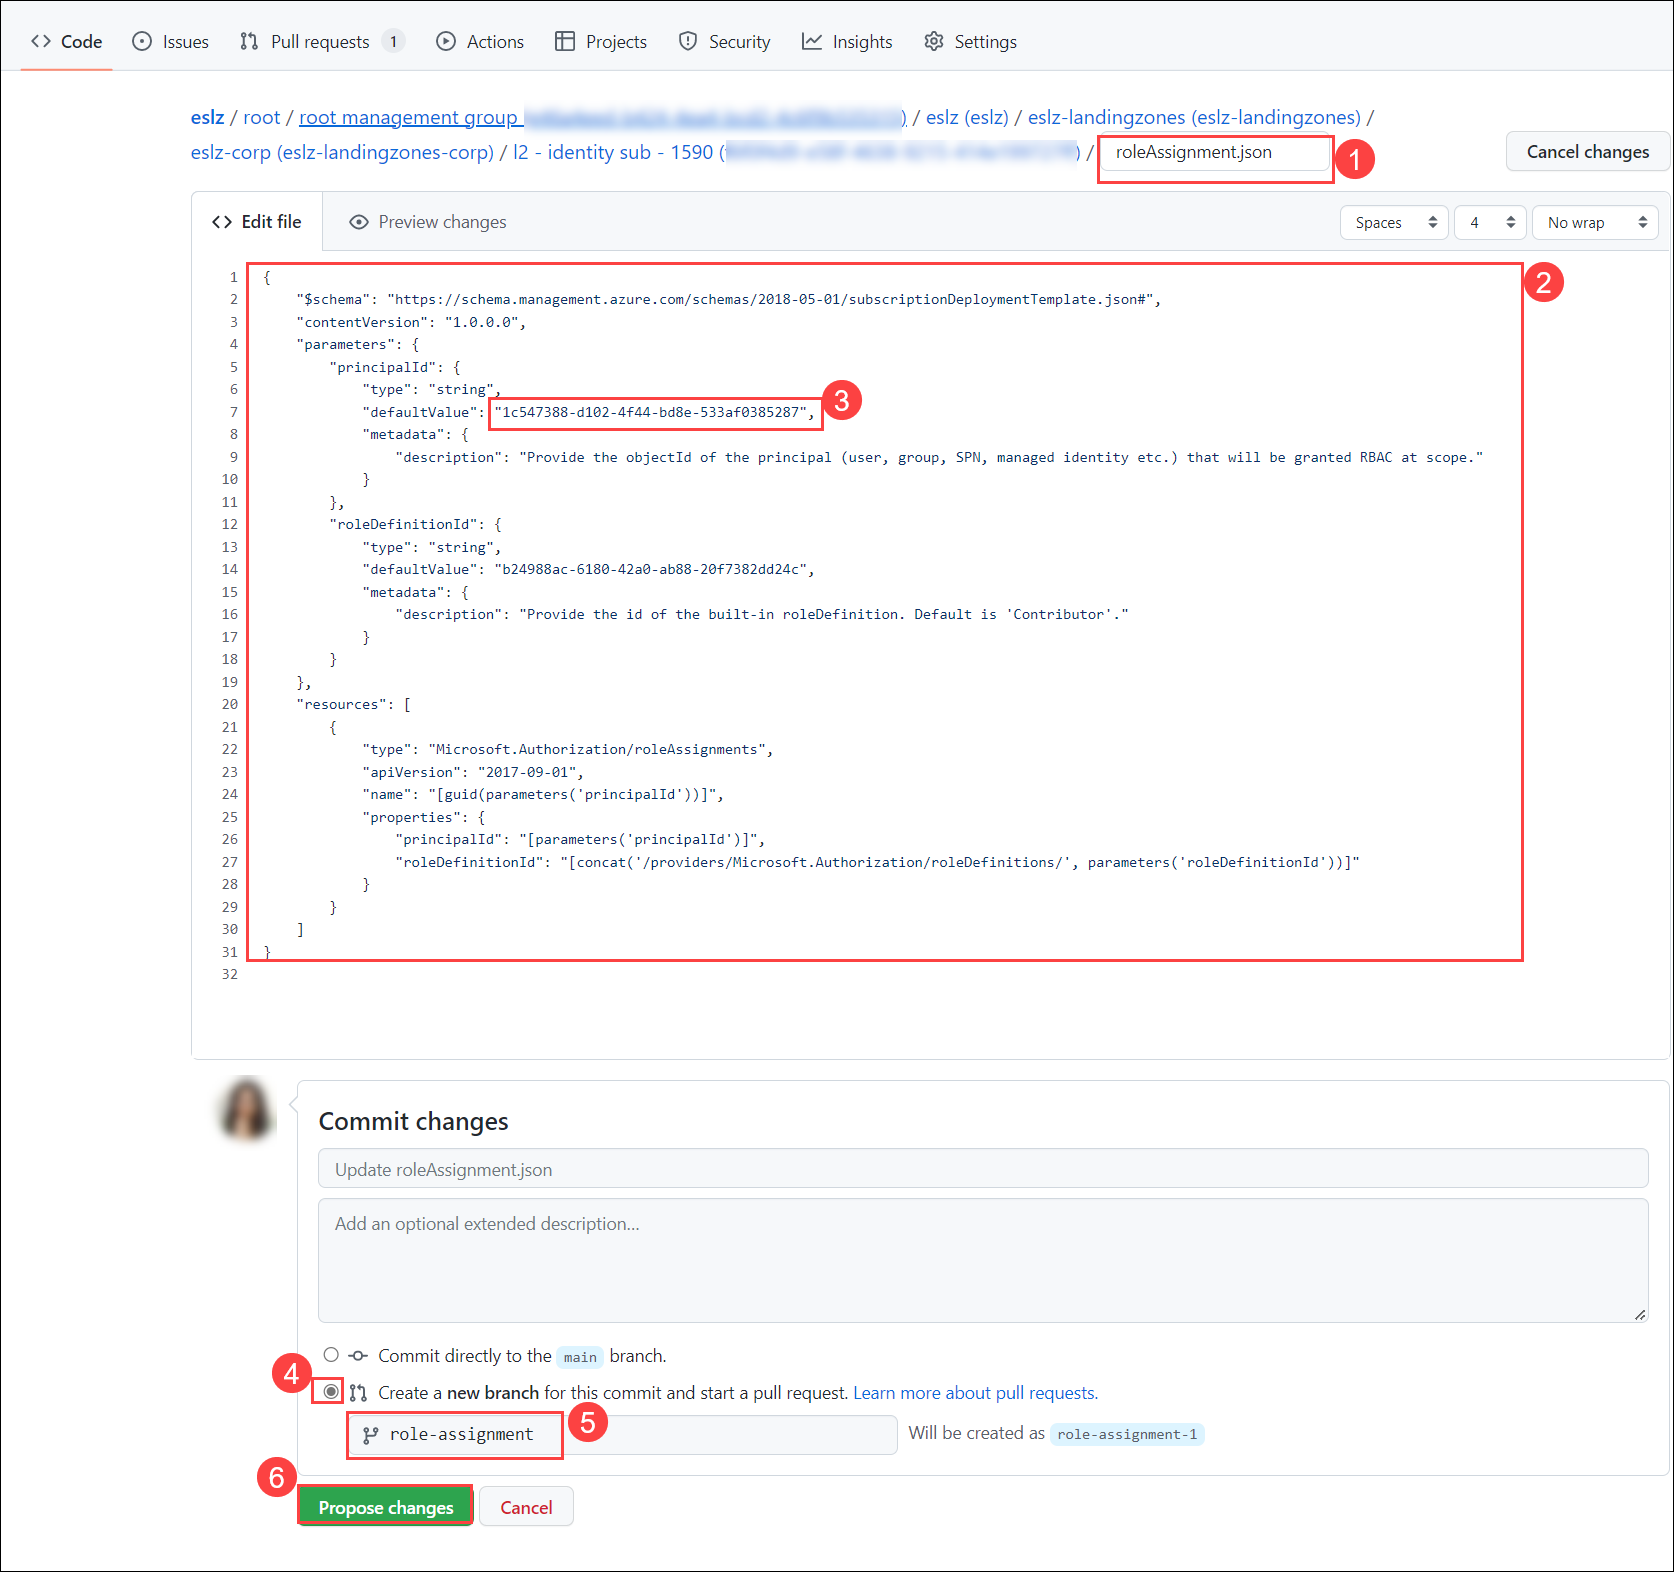 Code Issues Pull requests 1 Actions Projects Security Insights Settings
eslz / root / root management group ) / eslz (eslz) / eslz-landingzones (eslz-landingzones) /
eslz-corp (eslz-landingzones-corp) / l2 - identity sub - 1590 ( ) / roleAssignment.json 1 Cancel changes
Edit file Preview changes Spaces 4 No wrap
2
1 {
2 "$schema": "https://schema.management.azure.com/schemas/2018-05-01/subscriptionDeploymentTemplate.json#",
3 "contentVersion": "1.0.0.0",
4 "parameters": {
5 "principalId": {
6 "type": "string",
7 "defaultValue": "1c547388-d102-4f44-bd8e-533af0385287", 3
8 "metadata": {
9 "description": "Provide the objectId of the principal (user, group, SPN, managed identity etc.) that will be granted RBAC at scope."
10 }
11 },
12 "roleDefinitionId": {
13 "type": "string",
14 "defaultValue": "b24988ac-6180-42a0-ab88-20f7382dd24c",
15 "metadata": {
16 "description": "Provide the id of the built-in roleDefinition. Default is 'Contributor'."
17 }
18 }
19 },
20 "resources": [
21 {
22 "type": "Microsoft.Authorization/roleAssignments",
23 "apiVersion": "2017-09-01",
24 "name": "[guid(parameters('principalId'))]",
25 "properties": {
26 "principalId": "[parameters('principalId')]",
27 "roleDefinitionId": "[concat('/providers/Microsoft.Authorization/roleDefinitions/', parameters('roleDefinitionId'))]"
28 }
29 }
30 ]
31 }
32
Commit changes
Update roleAssignment.json
Add an optional extended description...
Commit directly to the main branch.
4 Create a new branch for this commit and start a pull request. Learn more about pull requests.
role-assignment 5 Will be created as role-assignment-1
6 Propose changes Cancel